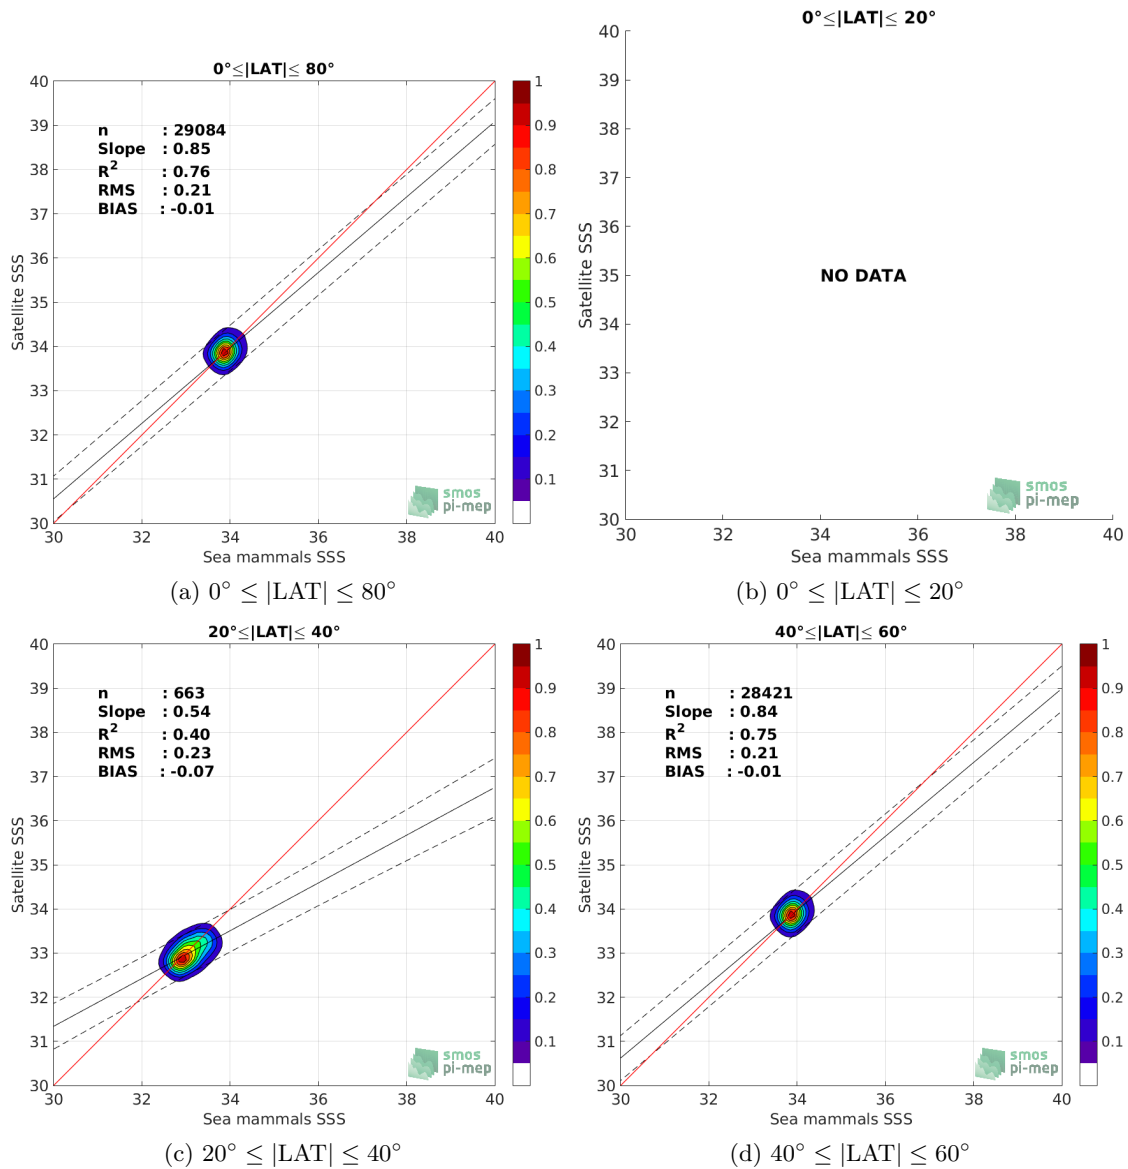 0°≤|LAT|≤ 80°
40
39
38
37
36
35
34
33
32
31
30
Satellite SSS
n : 29084
Slope : 0.85
R² : 0.76
RMS : 0.21
BIAS : -0.01
smos
pi-mep
30 32 34 36 38 40
Sea mammals SSS
1
0.9
0.8
0.7
0.6
0.5
0.4
0.3
0.2
0.1
(a) 0° ≤ |LAT| ≤ 80°
0°≤|LAT|≤ 20°
40
39
38
37
36
35
34
33
32
31
30
Satellite SSS
NO DATA
smos
pi-mep
30 32 34 36 38 40
Sea mammals SSS
(b) 0° ≤ |LAT| ≤ 20°
20°≤|LAT|≤ 40°
40
39
38
37
36
35
34
33
32
31
30
Satellite SSS
n : 663
Slope : 0.54
R² : 0.40
RMS : 0.23
BIAS : -0.07
smos
pi-mep
30 32 34 36 38 40
Sea mammals SSS
1
0.9
0.8
0.7
0.6
0.5
0.4
0.3
0.2
0.1
(c) 20° ≤ |LAT| ≤ 40°
40°≤|LAT|≤ 60°
40
39
38
37
36
35
34
33
32
31
30
Satellite SSS
n : 28421
Slope : 0.84
R² : 0.75
RMS : 0.21
BIAS : -0.01
smos
pi-mep
30 32 34 36 38 40
Sea mammals SSS
1
0.9
0.8
0.7
0.6
0.5
0.4
0.3
0.2
0.1
(d) 40° ≤ |LAT| ≤ 60°